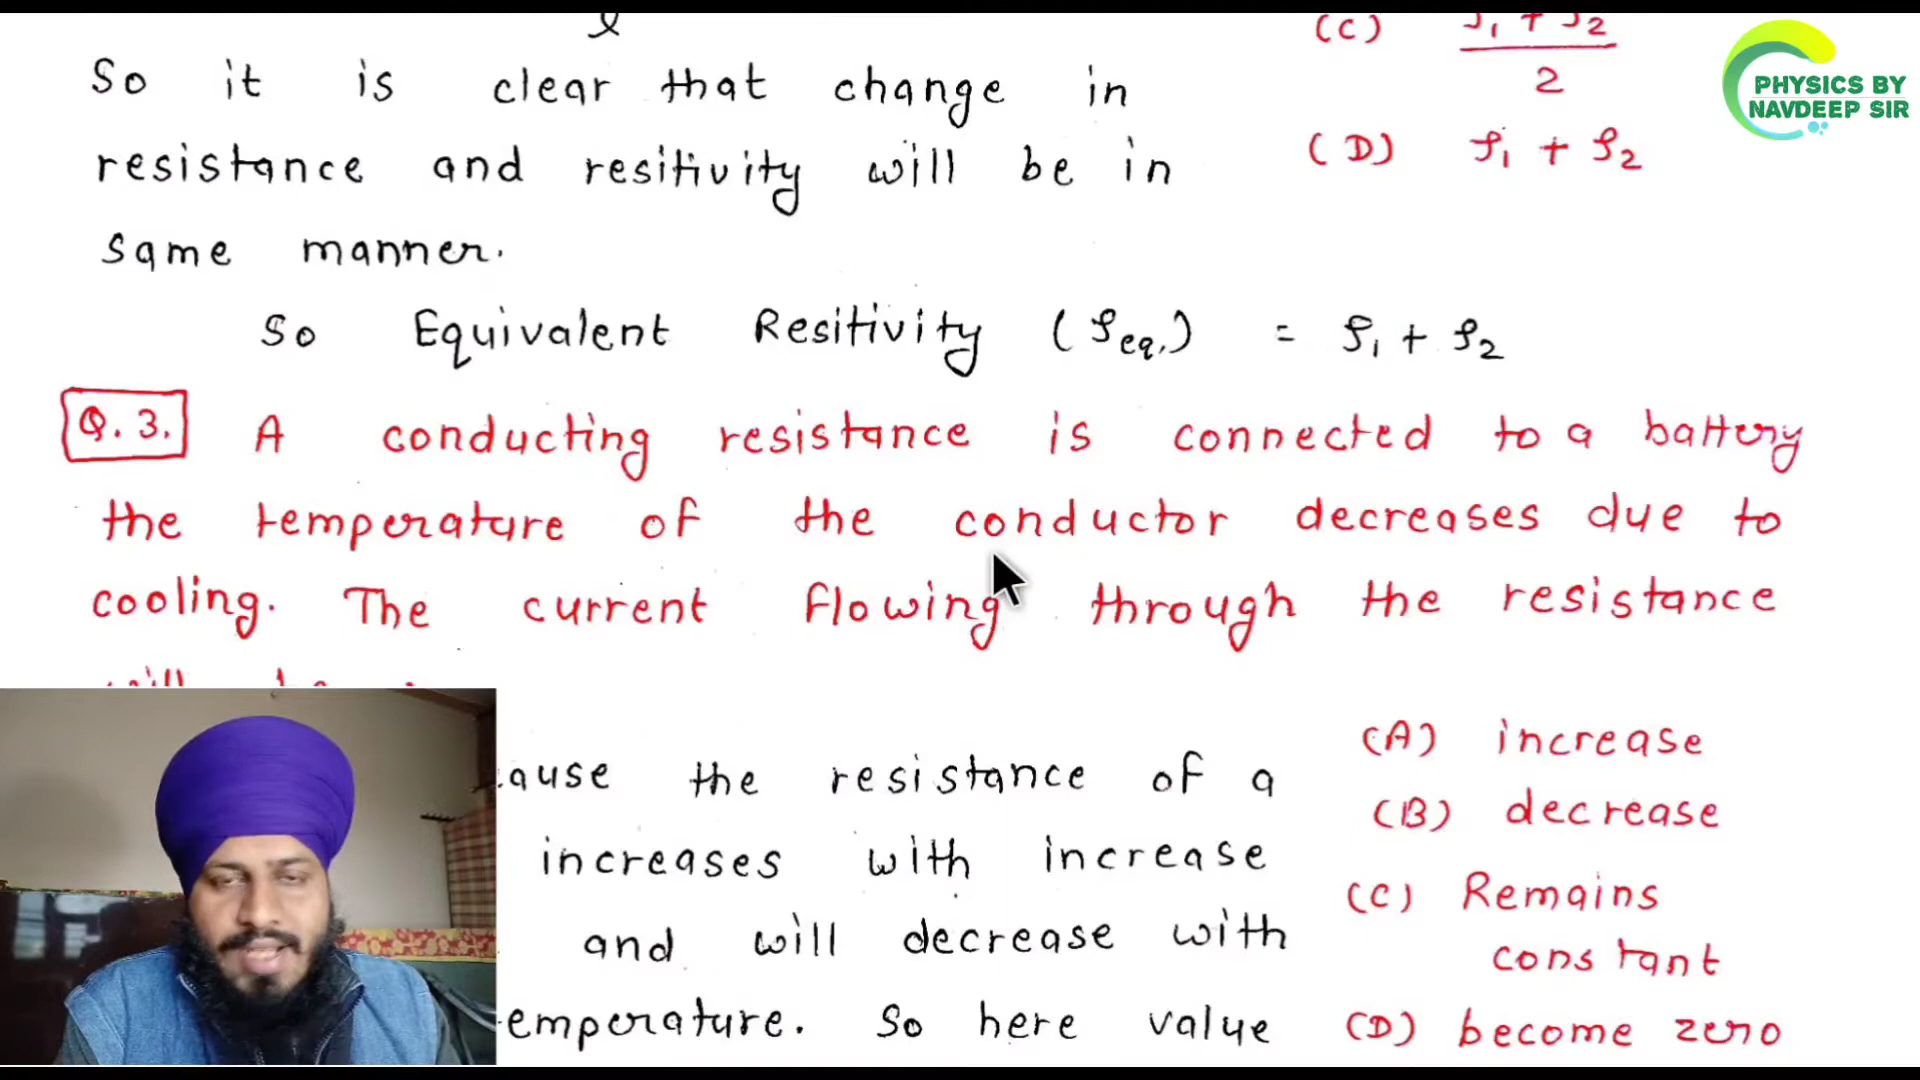 l
So it is clear that change in
resistance and resitivity will be in
same manner.
So Equivalent Resitivity (ρeq.) = ρ1 + ρ2
(C) ρ1 + ρ2
2
(D) ρ1 + ρ2
PHYSICS BY
NAVDEEP SIR
Q.3. A conducting resistance is connected to a battery
the temperature of the conductor decreases due to
cooling. The current flowing through the resistance
will
the resistance of a
increases with increase
and will decrease with
So here value
(A) increase
(B) decrease
(C) Remains
constant
(D) become zero